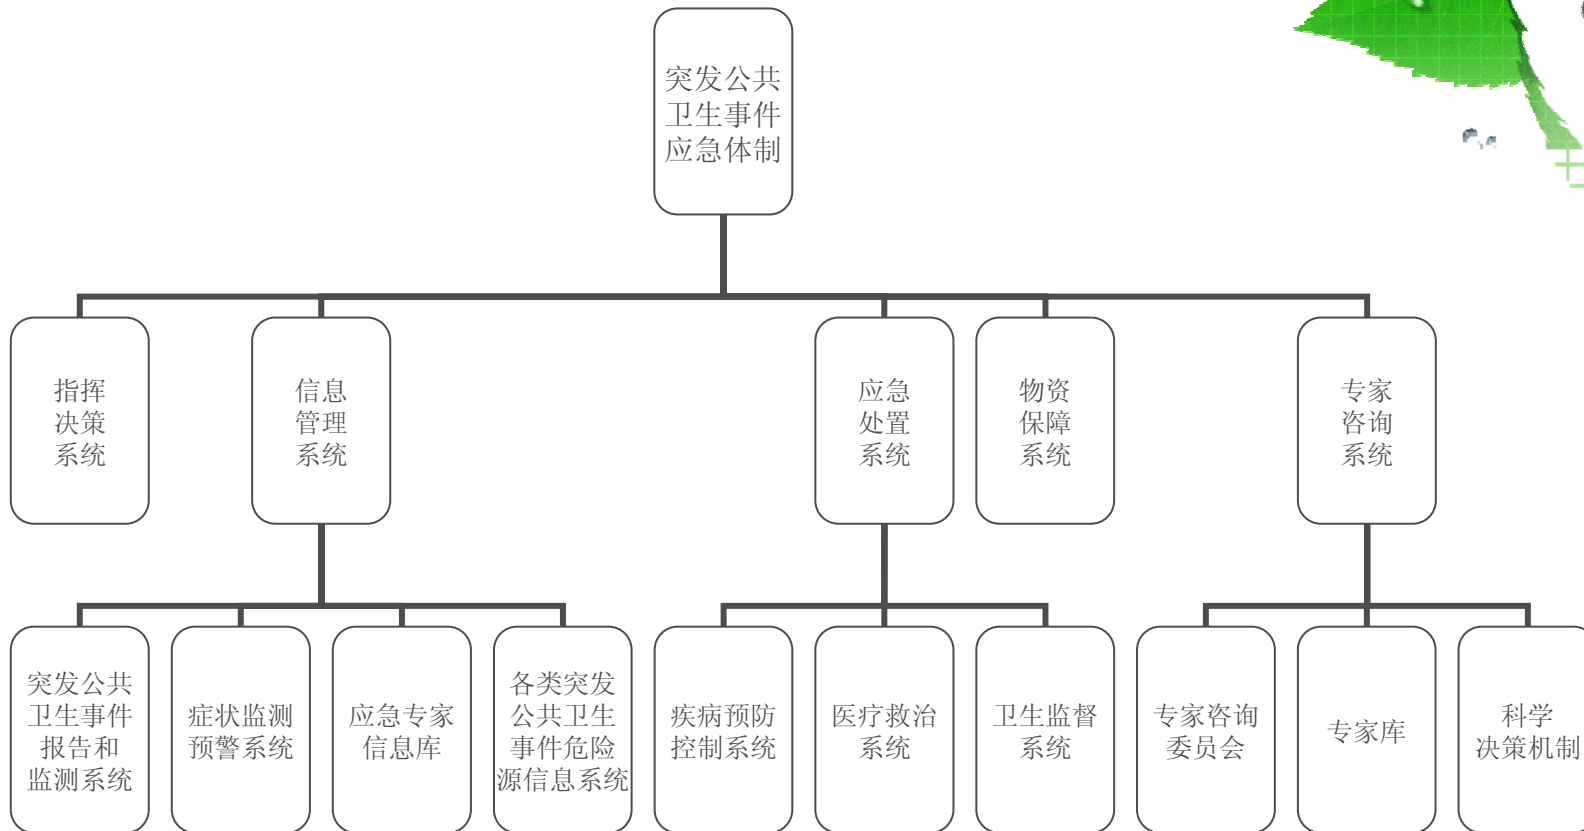 突发公共
卫生事件
应急体制
指挥
决策
系统
信息
管理
系统
应急
处置
系统
物资
保障
系统
专家
咨询
系统
突发公共
卫生事件
报告和
监测系统
症状监测
预警系统
应急专家
信息库
各类突发
公共卫生
事件危险
源信息系统
疾病预防
控制系统
医疗救治
系统
卫生监督
系统
专家咨询
委员会
专家库
科学
决策机制